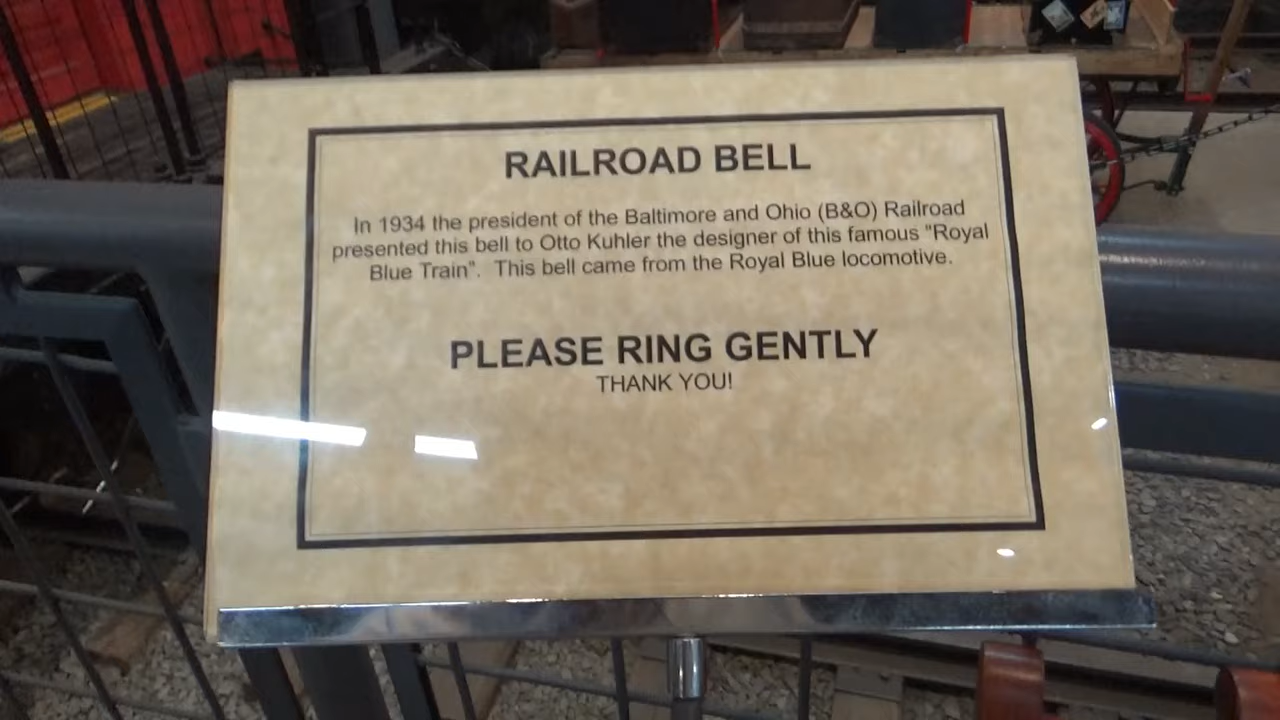 RAILROAD BELL
In 1934 the president of the Baltimore and Ohio (B&O) Railroad
presented this bell to Otto Kuhler the designer of this famous "Royal
Blue Train".  This bell came from the Royal Blue locomotive.
PLEASE RING GENTLY
THANK YOU!